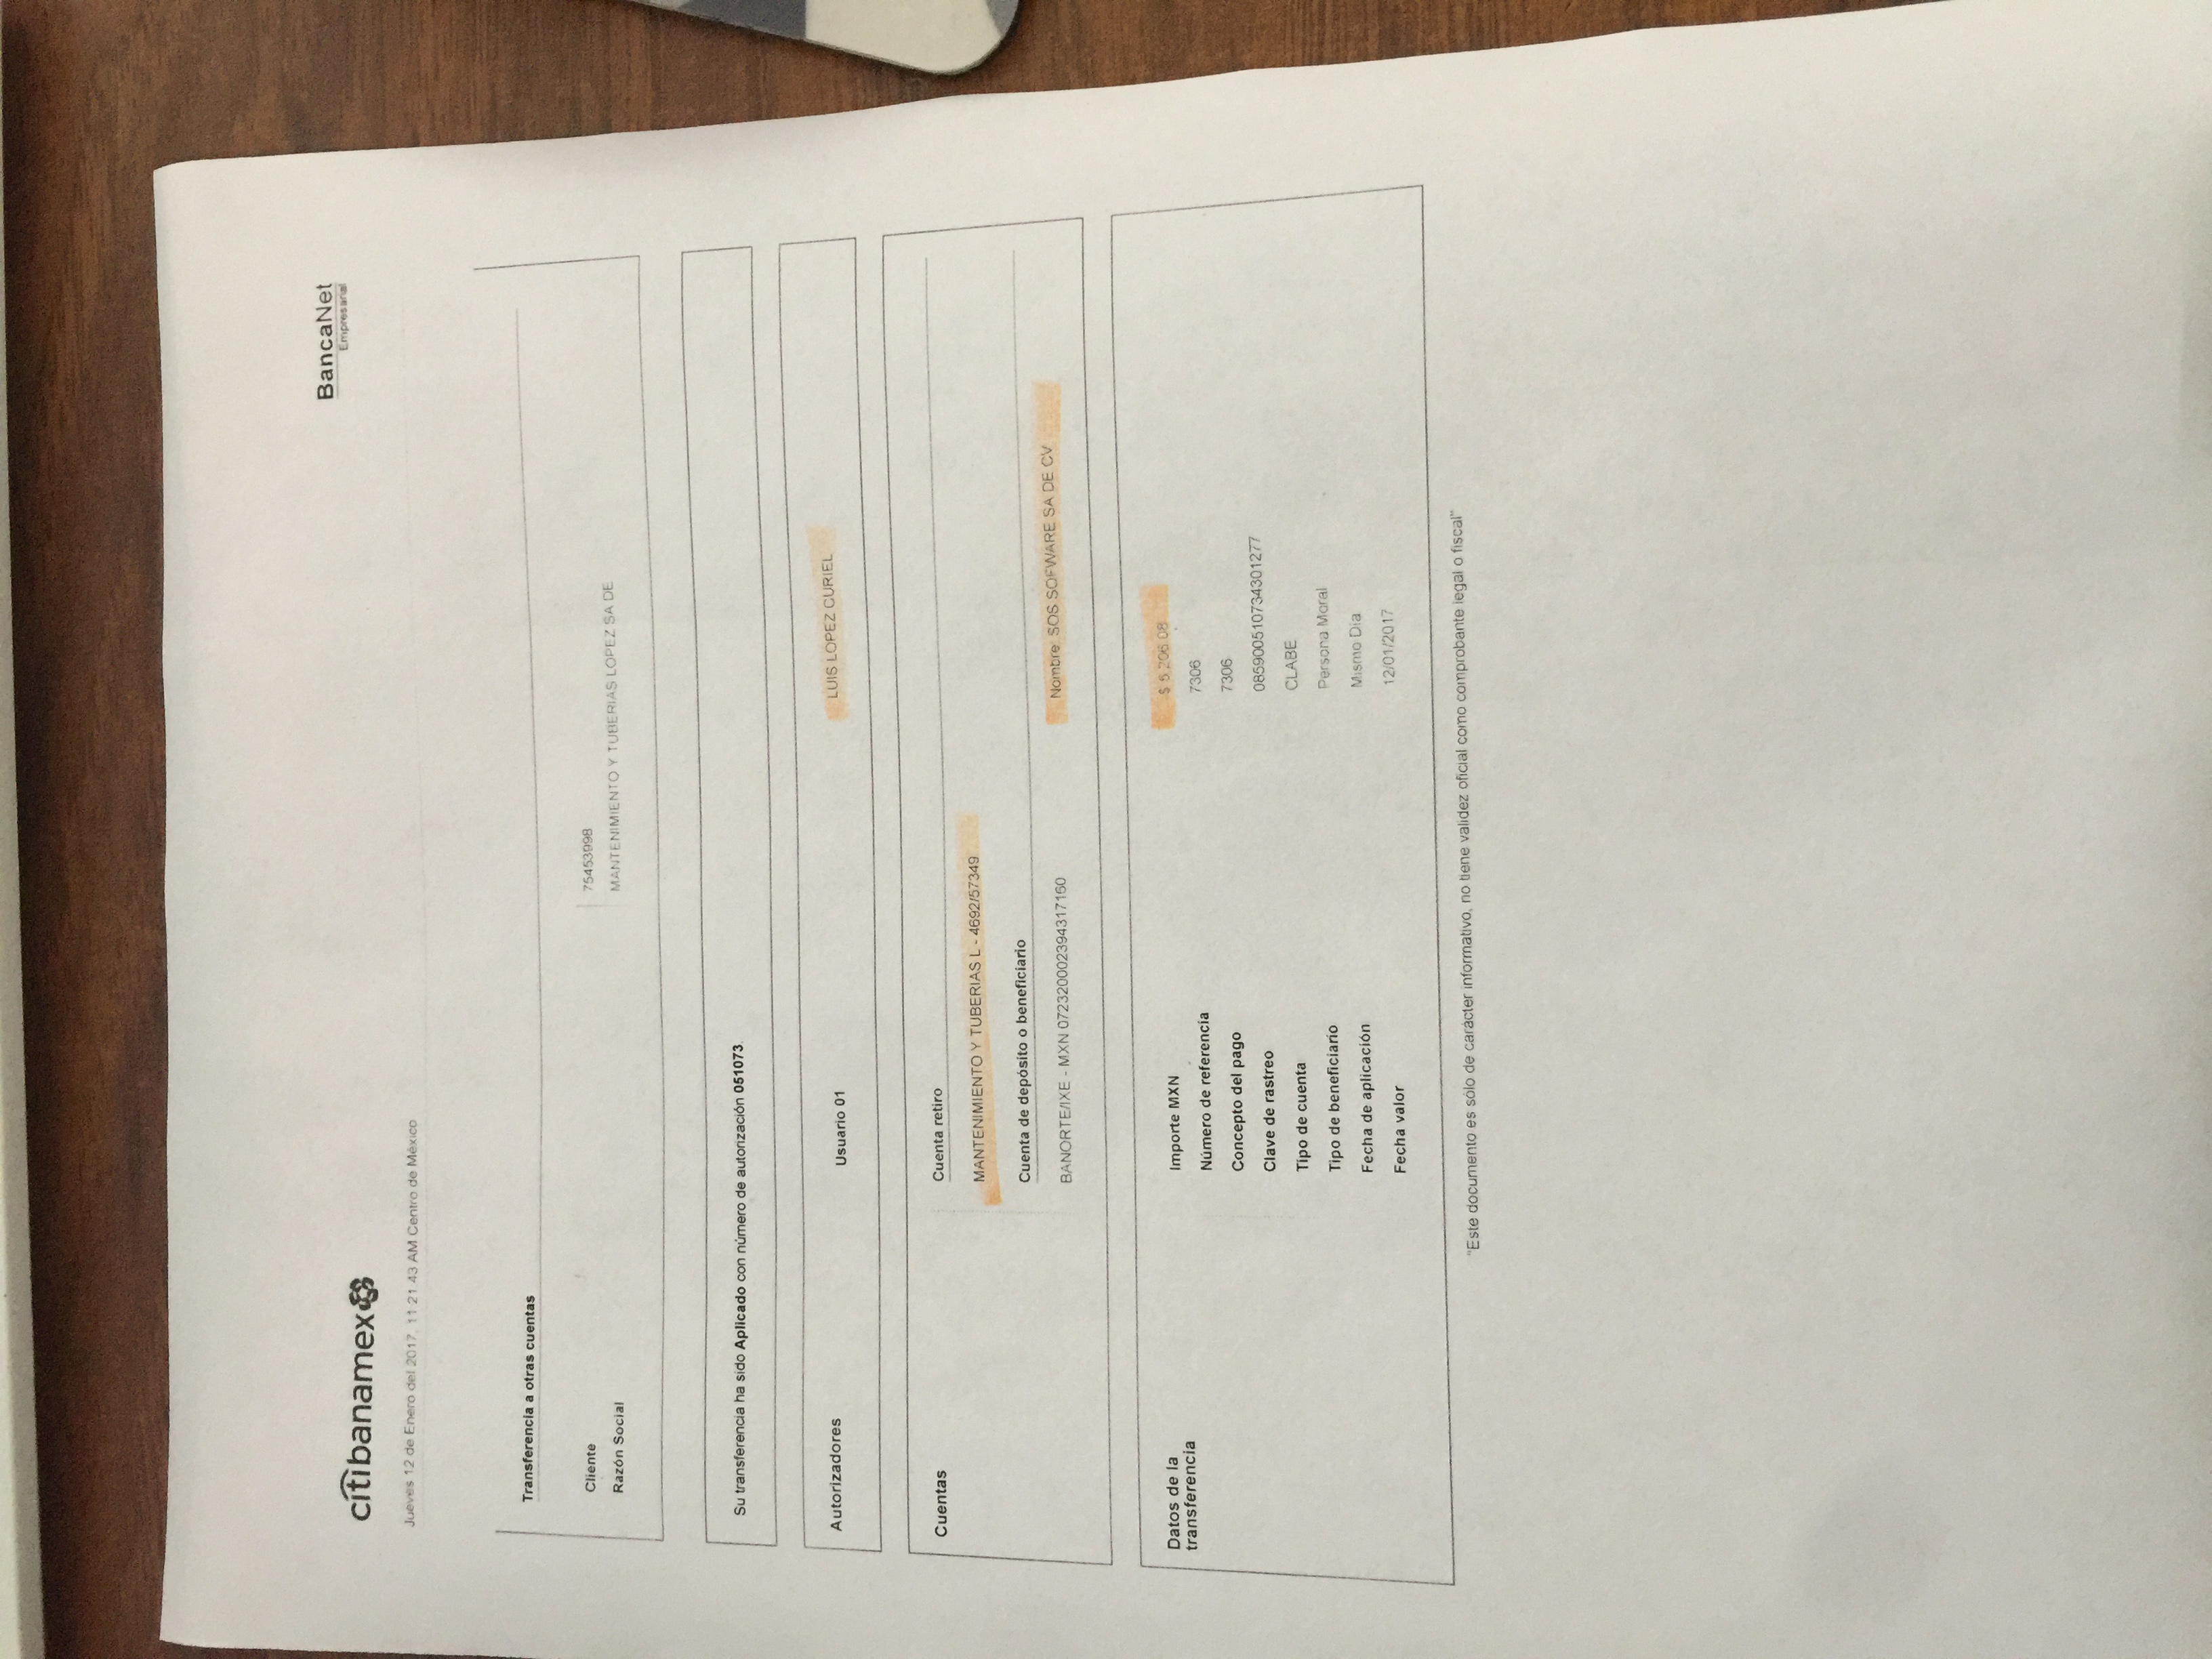 citibanamex
BancaNet
Empresarial
Jueves 12 de Enero del 2017, 11:21:43 AM Centro de México
Transferencia a otras cuentas
Cliente 75453998
Razón Social MANTENIMIENTO Y TUBERIAS LOPEZ SA DE
Su transferencia ha sido Aplicado con número de autorización 051073.
Autorizadores Usuario 01 LUIS LOPEZ CURIEL
Cuentas Cuenta retiro
MANTENIMIENTO Y TUBERIAS L - 4692/57349
Cuenta de depósito o beneficiario
BANORTE/IXE - MXN 072320002394317160 Nombre: SOS SOFWARE SA DE CV
Datos de la transferencia
Importe MXN $ 5,206.08
Número de referencia 7306
Concepto del pago 7306
Clave de rastreo 085900510734301277
Tipo de cuenta CLABE
Tipo de beneficiario Persona Moral
Fecha de aplicación Mismo Día
Fecha valor 12/01/2017
"Este documento es sólo de carácter informativo, no tiene validez oficial como comprobante legal o fiscal"